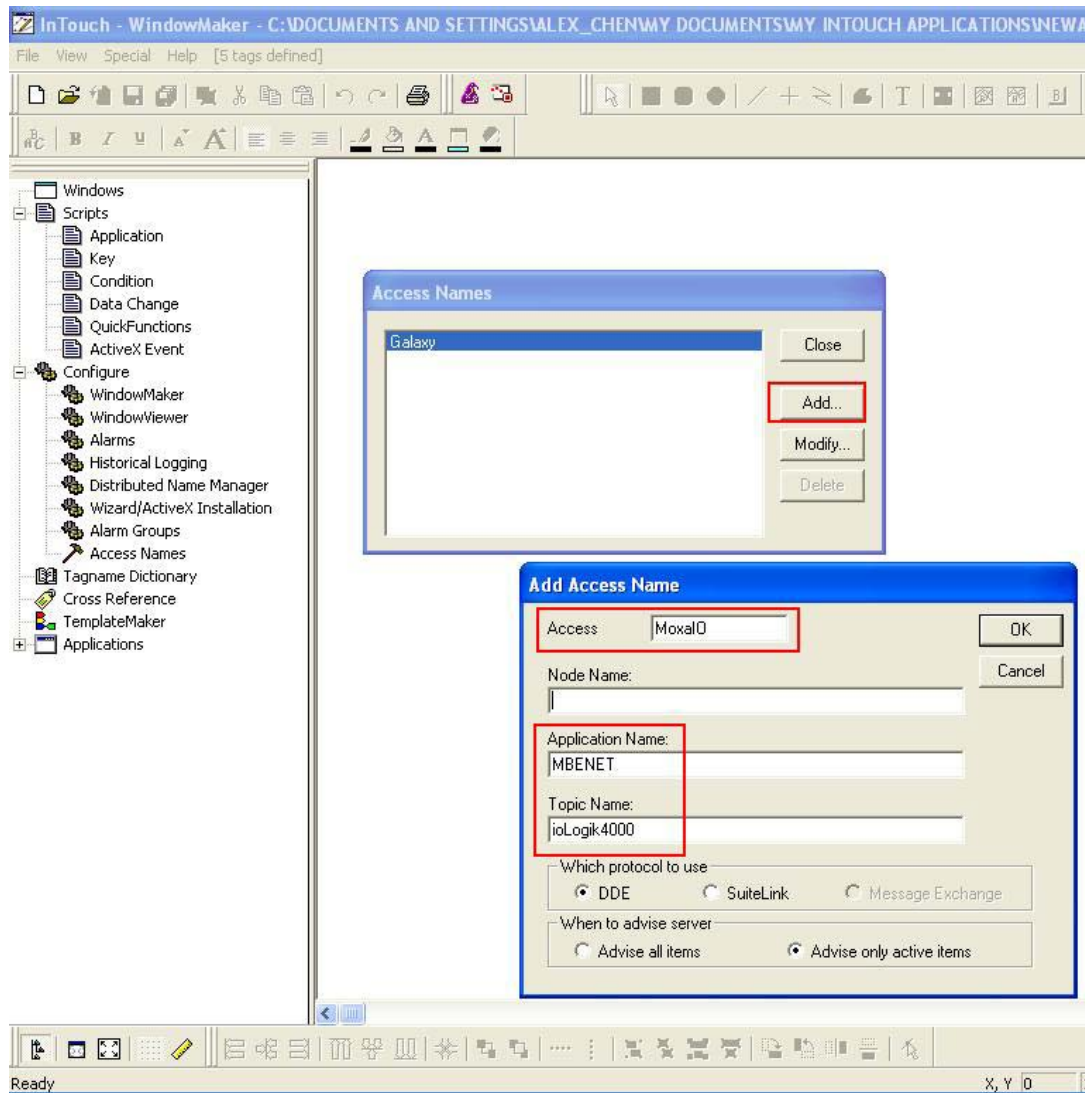 InTouch - WindowMaker - C:\DOCUMENTS AND SETTINGS\ALEX_CHEN\MY DOCUMENTS\MY INTOUCH APPLICATIONS\NEWA
File View Special Help [5 tags defined]
Windows
Scripts
Application
Key
Condition
Data Change
QuickFunctions
ActiveX Event
Configure
WindowMaker
WindowViewer
Alarms
Historical Logging
Distributed Name Manager
Wizard/ActiveX Installation
Alarm Groups
Access Names
Tagname Dictionary
Cross Reference
TemplateMaker
Applications
Access Names
Galaxy
Close
Add...
Modify...
Delete
Add Access Name
Access MoxaIO
OK
Node Name:
Cancel
Application Name:
MBENET
Topic Name:
ioLogik4000
Which protocol to use
DDE SuiteLink Message Exchange
When to advise server
Advise all items Advise only active items
Ready
X, Y 0